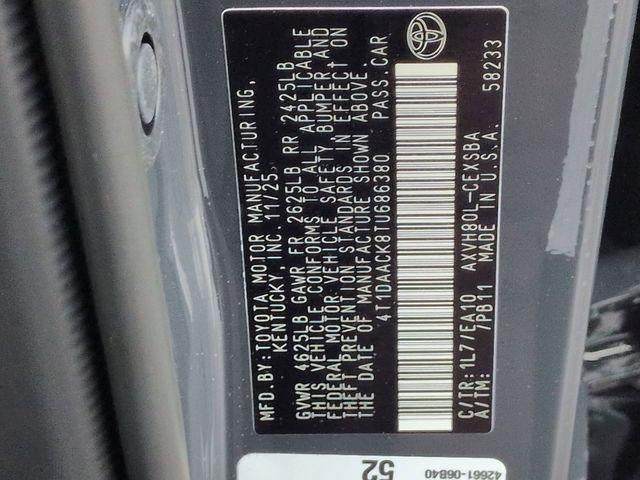 MFD.BY:TOYOTA MOTOR MANUFACTURING,
KENTUCKY, INC. 11/25
GVWR 4625LB GAWR FR 2625LB RR 2425LB
THIS VEHICLE CONFORMS TO ALL APPLICABLE
FEDERAL MOTOR VEHICLE SAFETY, BUMPER AND
THEFT PREVENTION STANDARDS IN EFFECT ON
THE DATE OF MANUFACTURE SHOWN ABOVE.
4T1DAACK8TU686380 PASS.CAR
C/TR:1L7/EA10 AXVH80L-CEXSBA
A/TM: /PB11 MADE IN U.S.A. 58233
42661-06B40
52